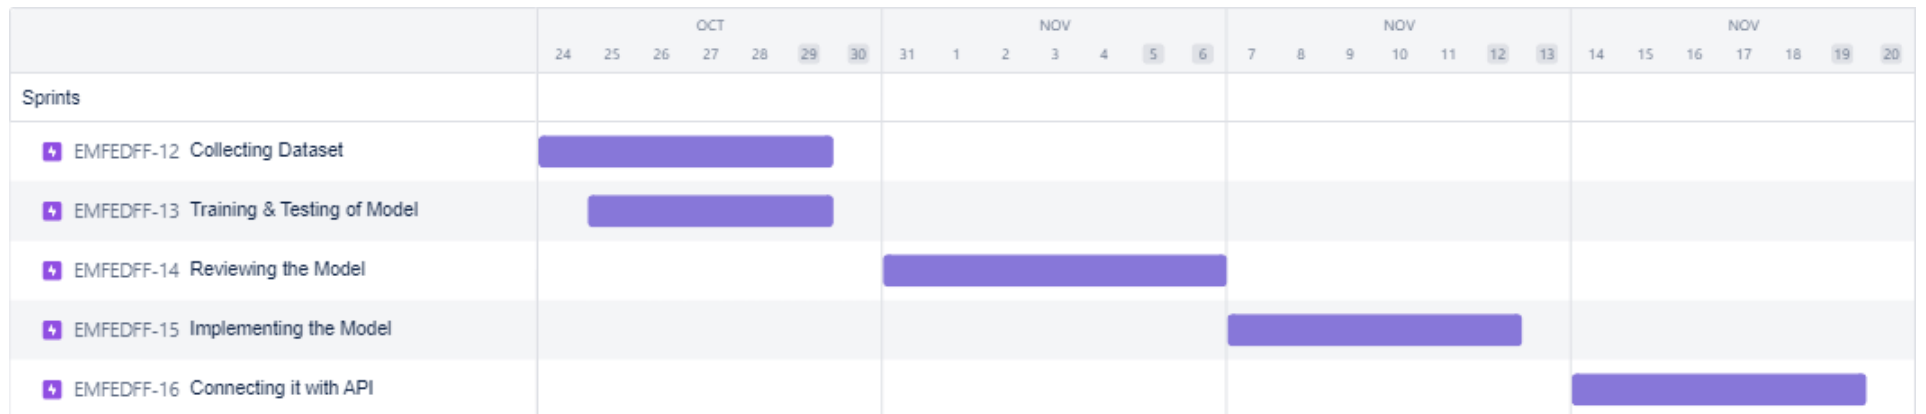 OCT NOV NOV NOV
24 25 26 27 28 29 30 31 1 2 3 4 5 6 7 8 9 10 11 12 13 14 15 16 17 18 19 20
Sprints
EMFEDFF-12 Collecting Dataset
EMFEDFF-13 Training & Testing of Model
EMFEDFF-14 Reviewing the Model
EMFEDFF-15 Implementing the Model
EMFEDFF-16 Connecting it with API